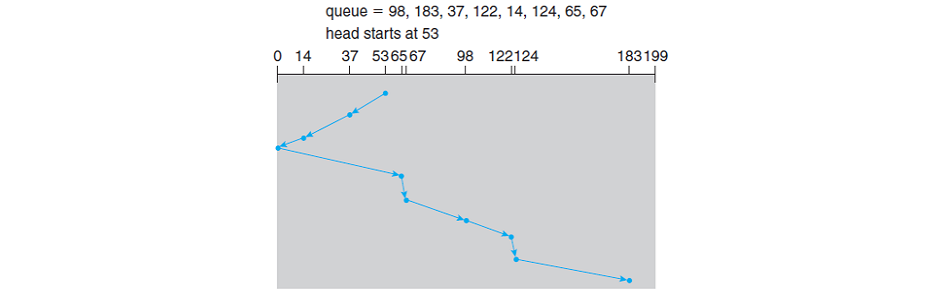 queue = 98, 183, 37, 122, 14, 124, 65, 67
head starts at 53
0 14 37 53 65 67 98 122 124 183 199